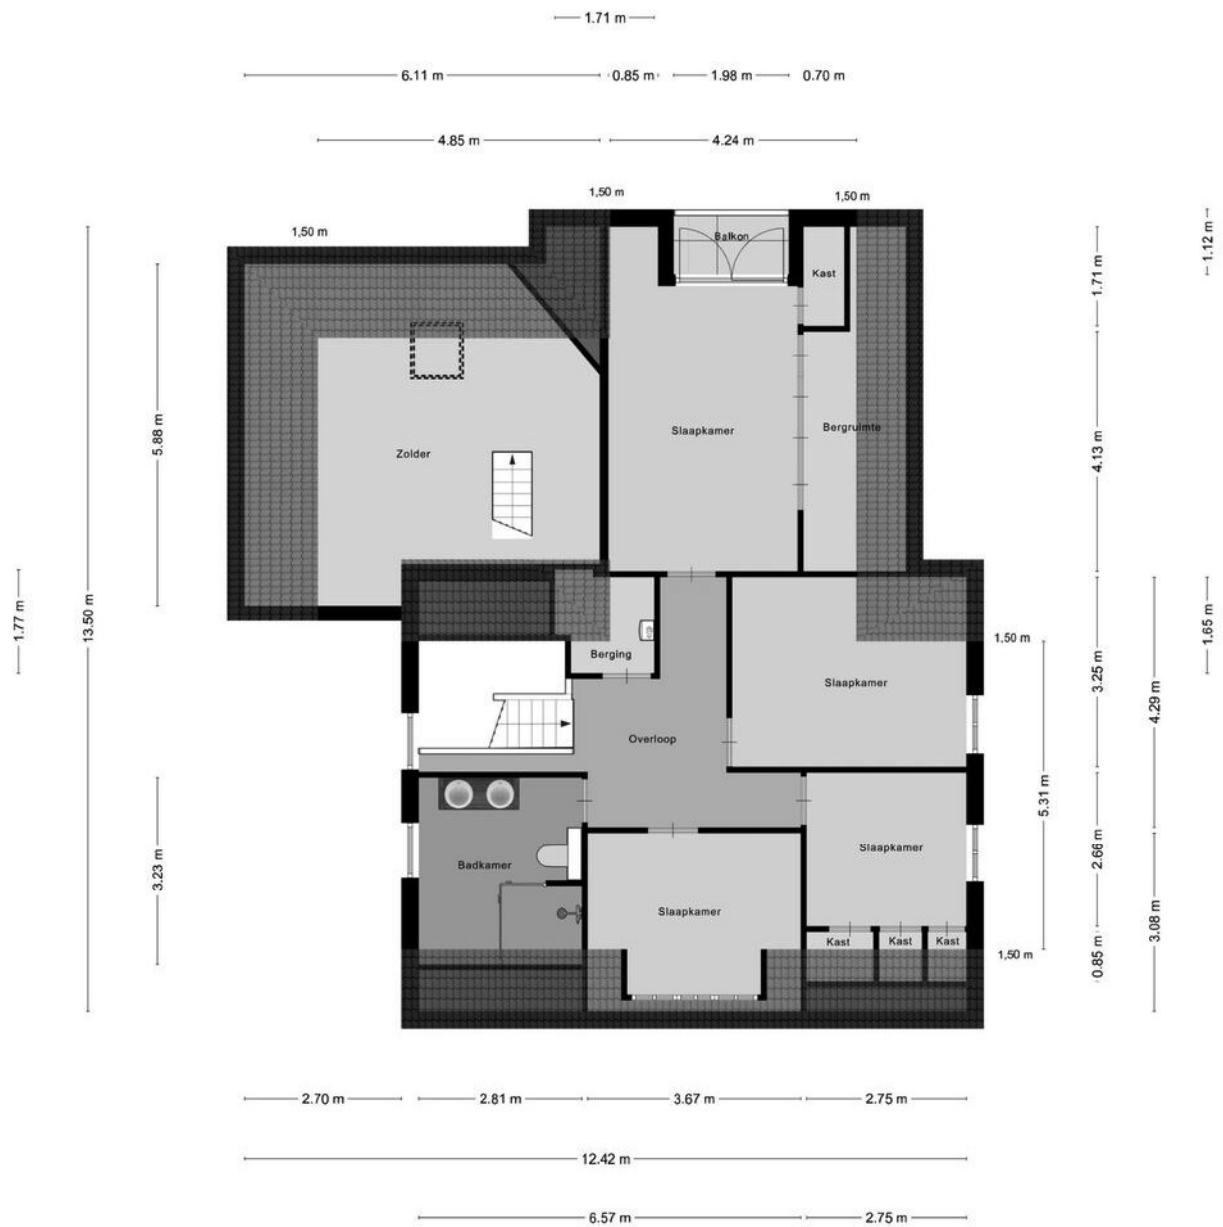 1.71 m
6.11 m 0.85 m 1.98 m 0.70 m
4.85 m 4.24 m
1,50 m 1,50 m
1,50 m
1.12 m
Balkon
Kast
1.71 m
Slaapkamer
Bergruimte
4.13 m
5.88 m
Zolder
1.77 m
13.50 m
1.65 m
1,50 m
Berging
3.25 m
Slaapkamer
4.29 m
Overloop
5.31 m
Slaapkamer
2.66 m
Badkamer
3.23 m
Slaapkamer
3.08 m
Kast Kast Kast
1,50 m
0.85 m
2.70 m 2.81 m 3.67 m 2.75 m
12.42 m
6.57 m 2.75 m